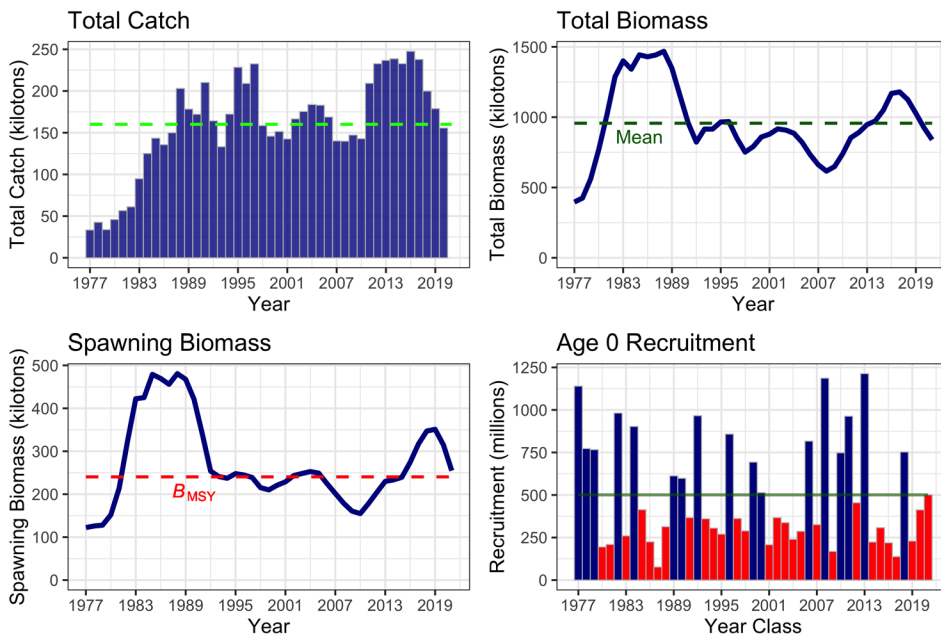 Total Catch
Total Catch (kilotons)
250
200
150
100
50
0
1977 1983 1989 1995 2001 2007 2013 2019
Year
Total Biomass
Total Biomass (kilotons)
1500
1000
500
0
Mean
1977 1983 1989 1995 2001 2007 2013 2019
Year
Spawning Biomass
Spawning Biomass (kilotons)
500
400
300
200
100
0
BMSY
1977 1983 1989 1995 2001 2007 2013 2019
Year
Age 0 Recruitment
Recruitment (millions)
1250
1000
750
500
250
0
1977 1983 1989 1995 2001 2007 2013 2019
Year Class